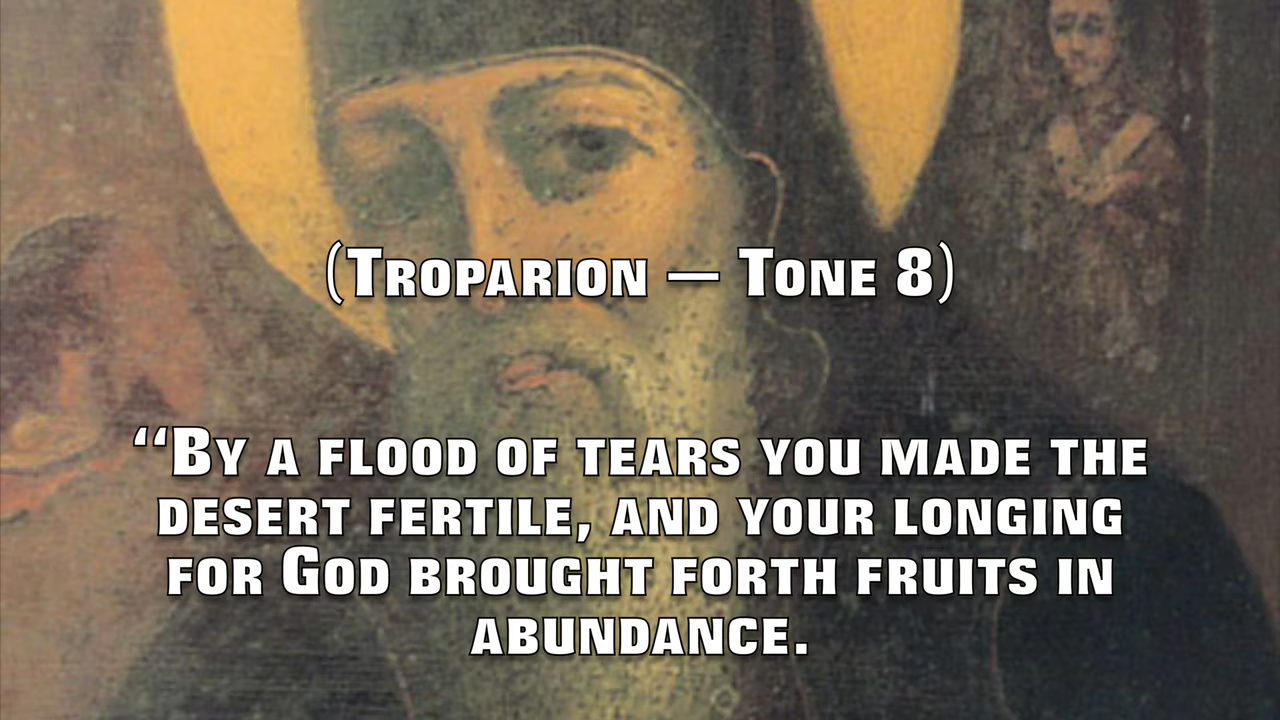 (Troparion — Tone 8)
“By a flood of tears you made the
desert fertile, and your longing
for God brought forth fruits in
abundance.